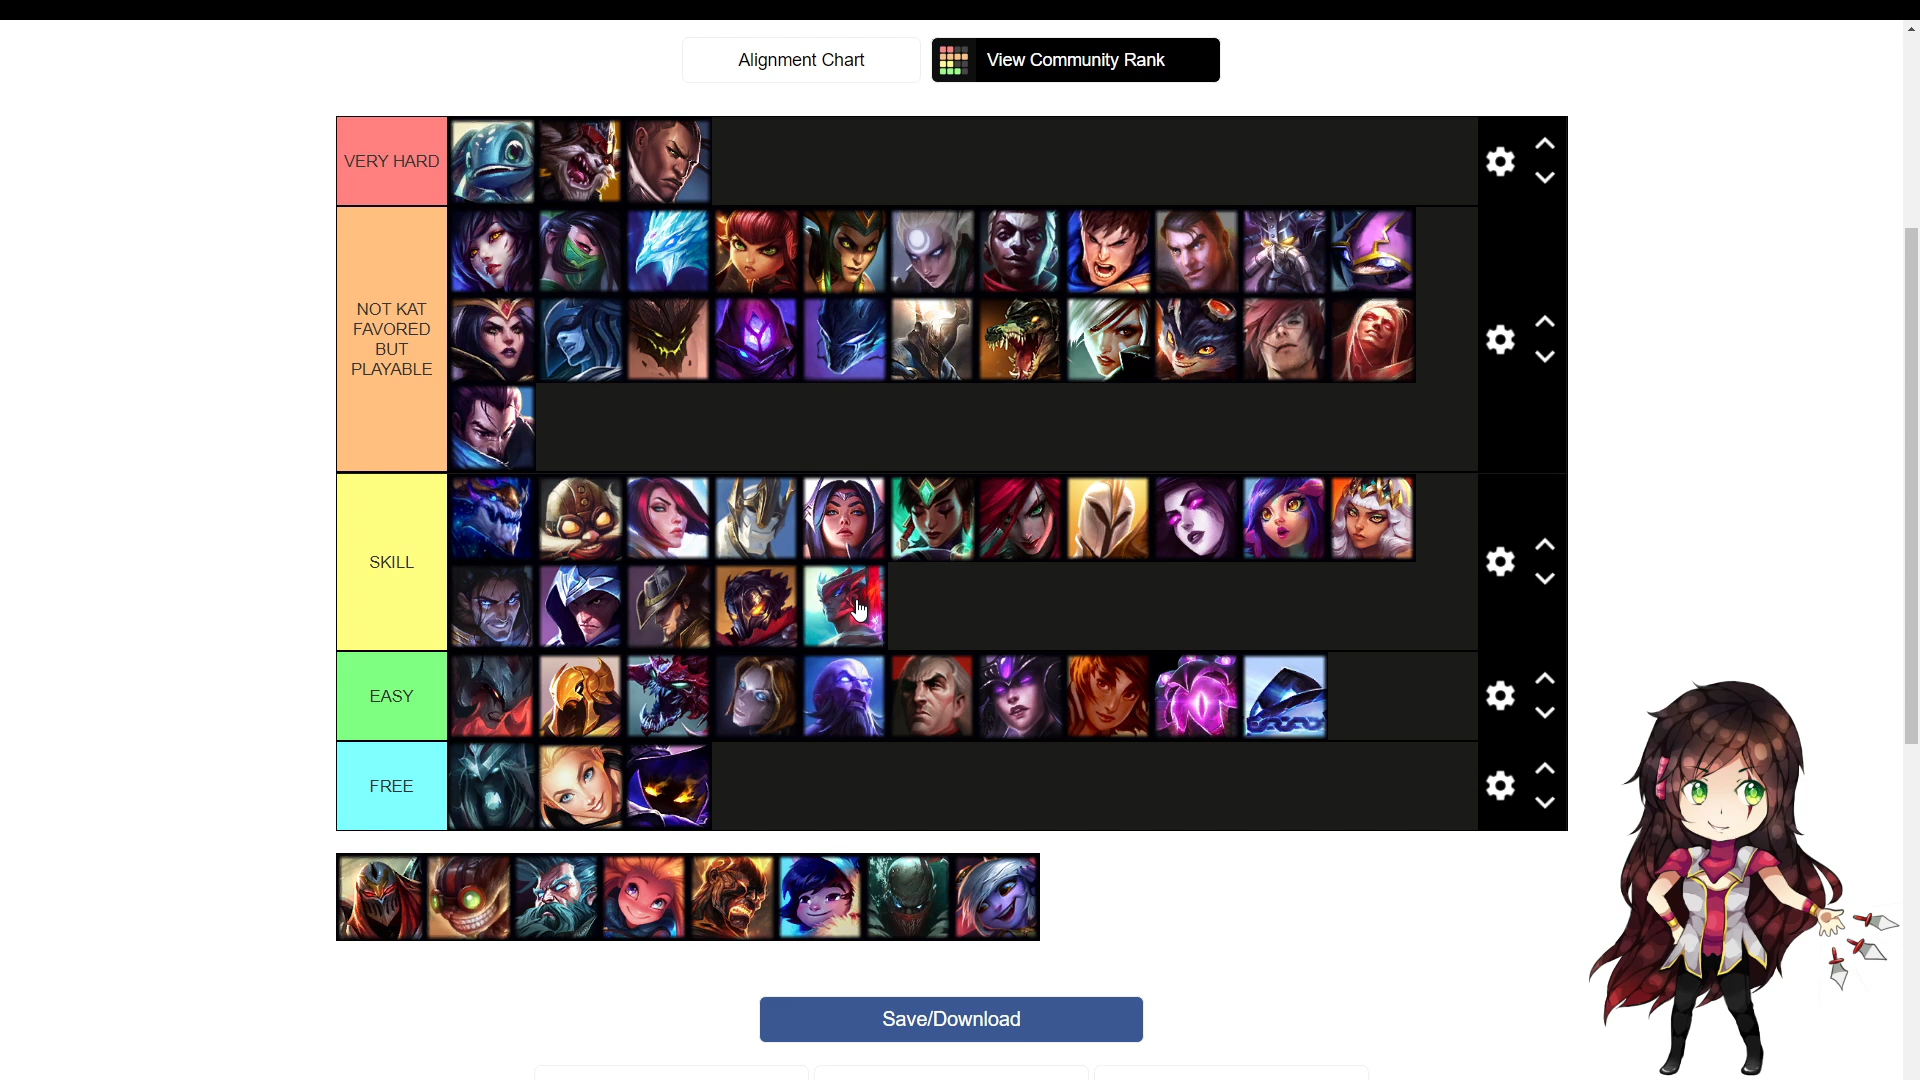 Alignment Chart
View Community Rank
VERY HARD
NOT KAT
FAVORED
BUT
PLAYABLE
SKILL
EASY
FREE
Save/Download